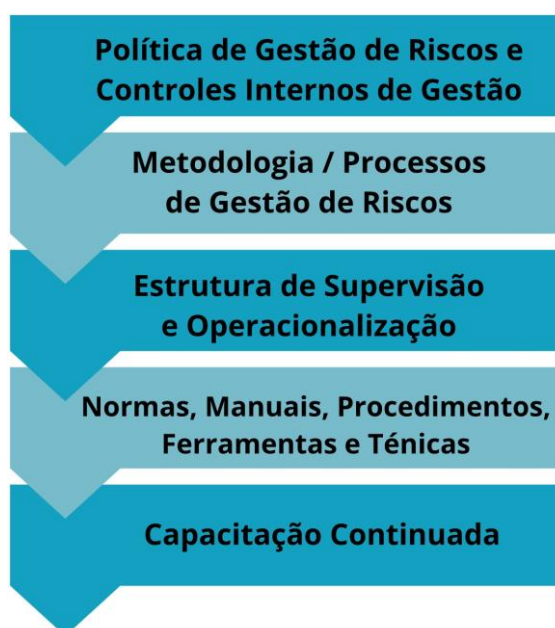 Política de Gestão de Riscos e
Controles Internos de Gestão
Metodologia / Processos
de Gestão de Riscos
Estrutura de Supervisão
e Operacionalização
Normas, Manuais, Procedimentos,
Ferramentas e Ténicas
Capacitação Continuada